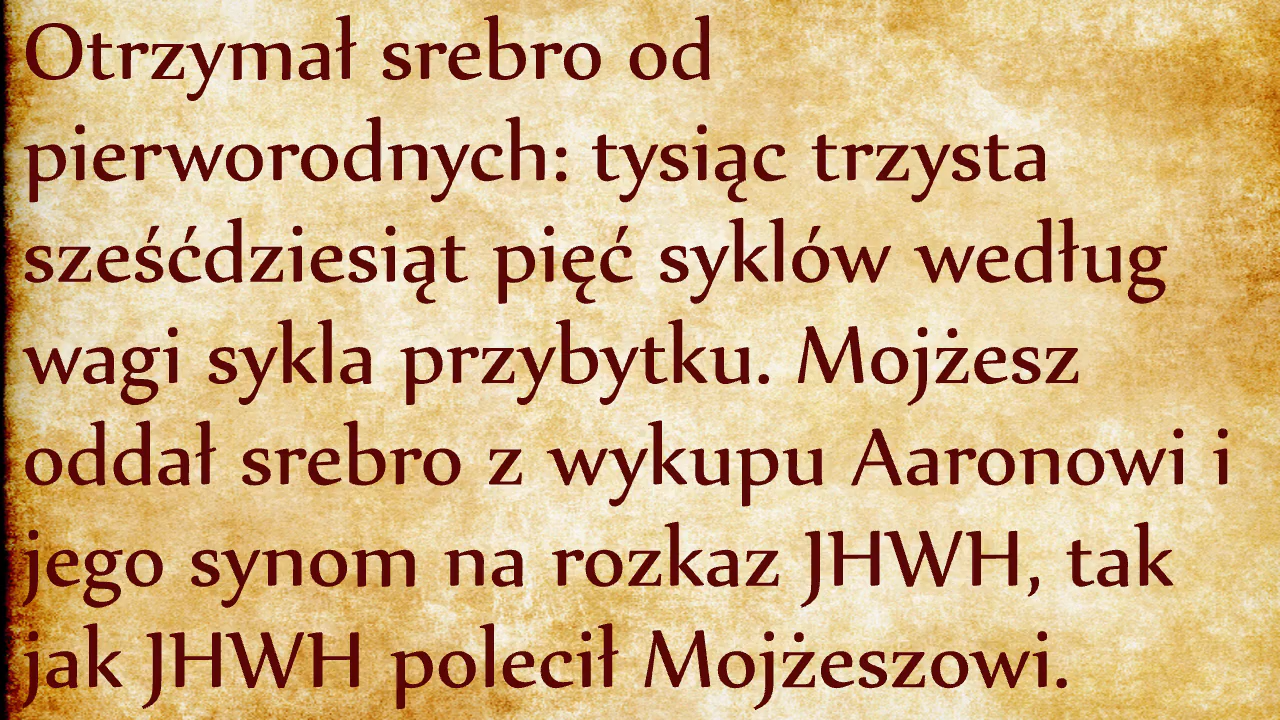 Otrzymał srebro od
pierworodnych: tysiąc trzysta
sześćdziesiąt pięć syklów według
wagi sykla przybytku. Mojżesz
oddał srebro z wykupu Aaronowi i
jego synom na rozkaz JHWH, tak
jak JHWH polecił Mojżeszowi.